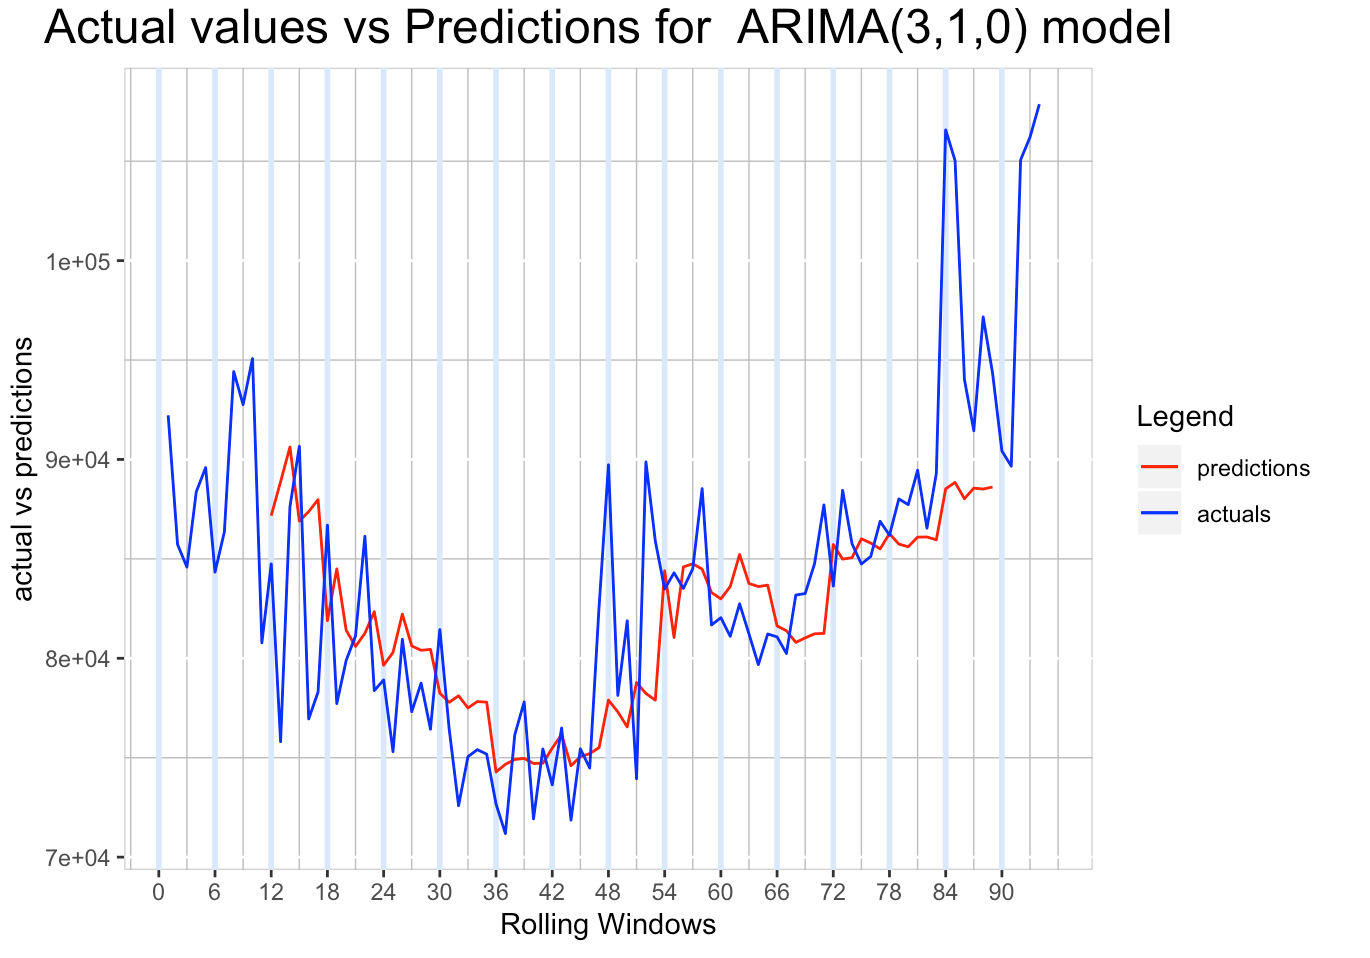 Actual values vs Predictions for  ARIMA(3,1,0) model
actual vs predictions
1e+05
9e+04
8e+04
7e+04
0 6 12 18 24 30 36 42 48 54 60 66 72 78 84 90
Rolling Windows
Legend
predictions
actuals